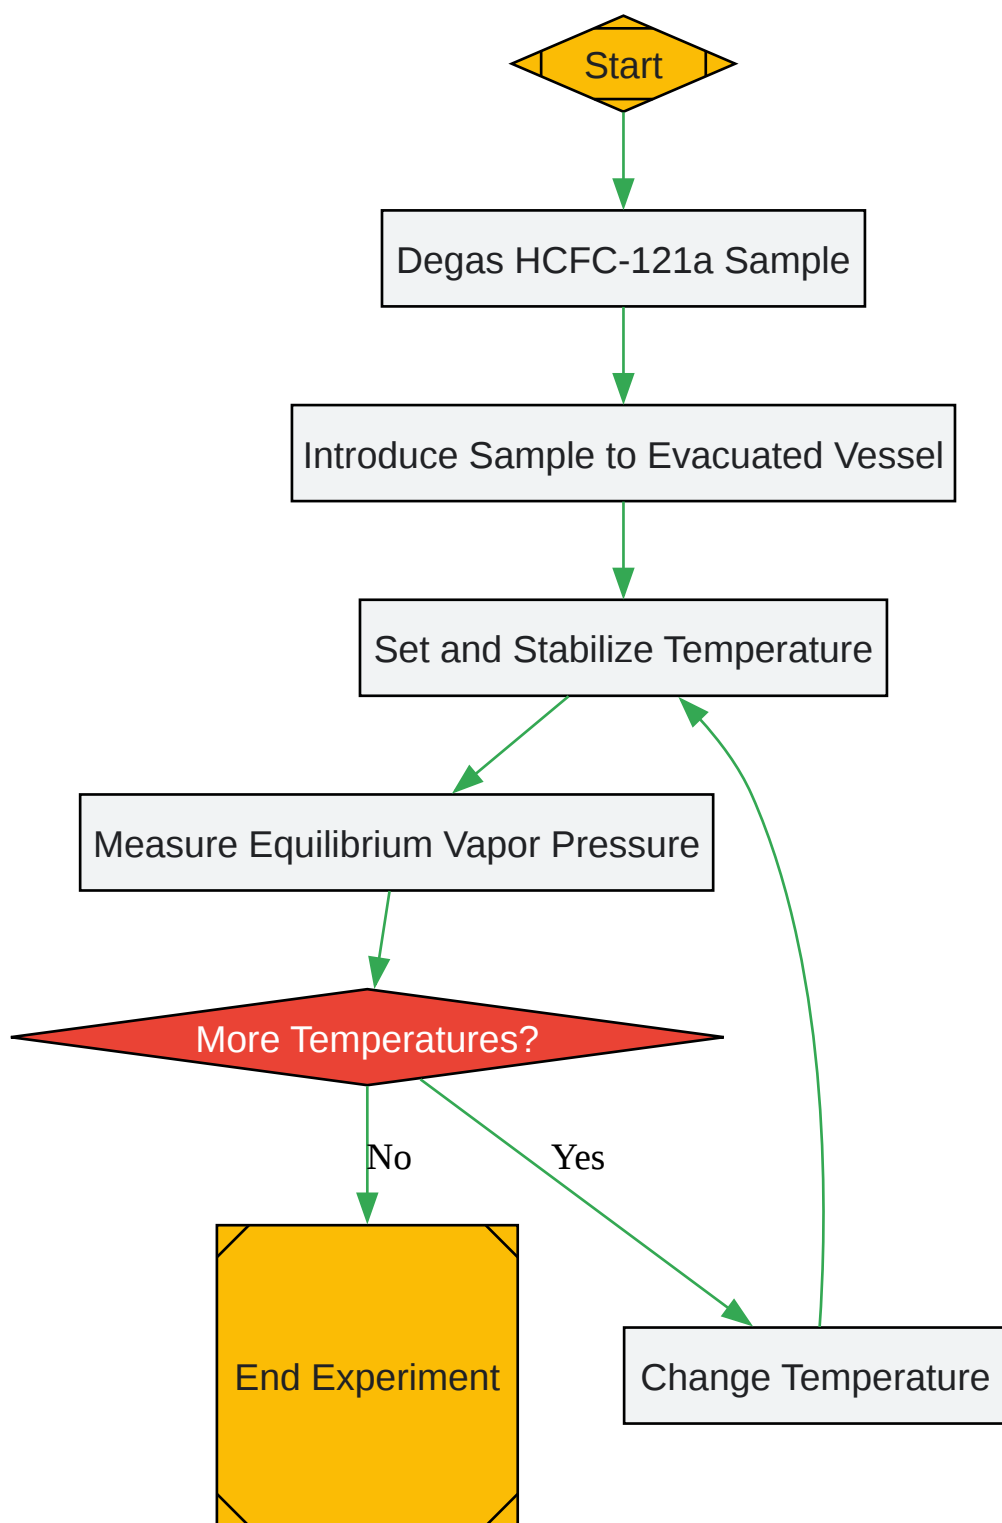 Start
Degas HCFC-121a Sample
Introduce Sample to Evacuated Vessel
Set and Stabilize Temperature
Measure Equilibrium Vapor Pressure
More Temperatures?
No
Yes
End Experiment
Change Temperature